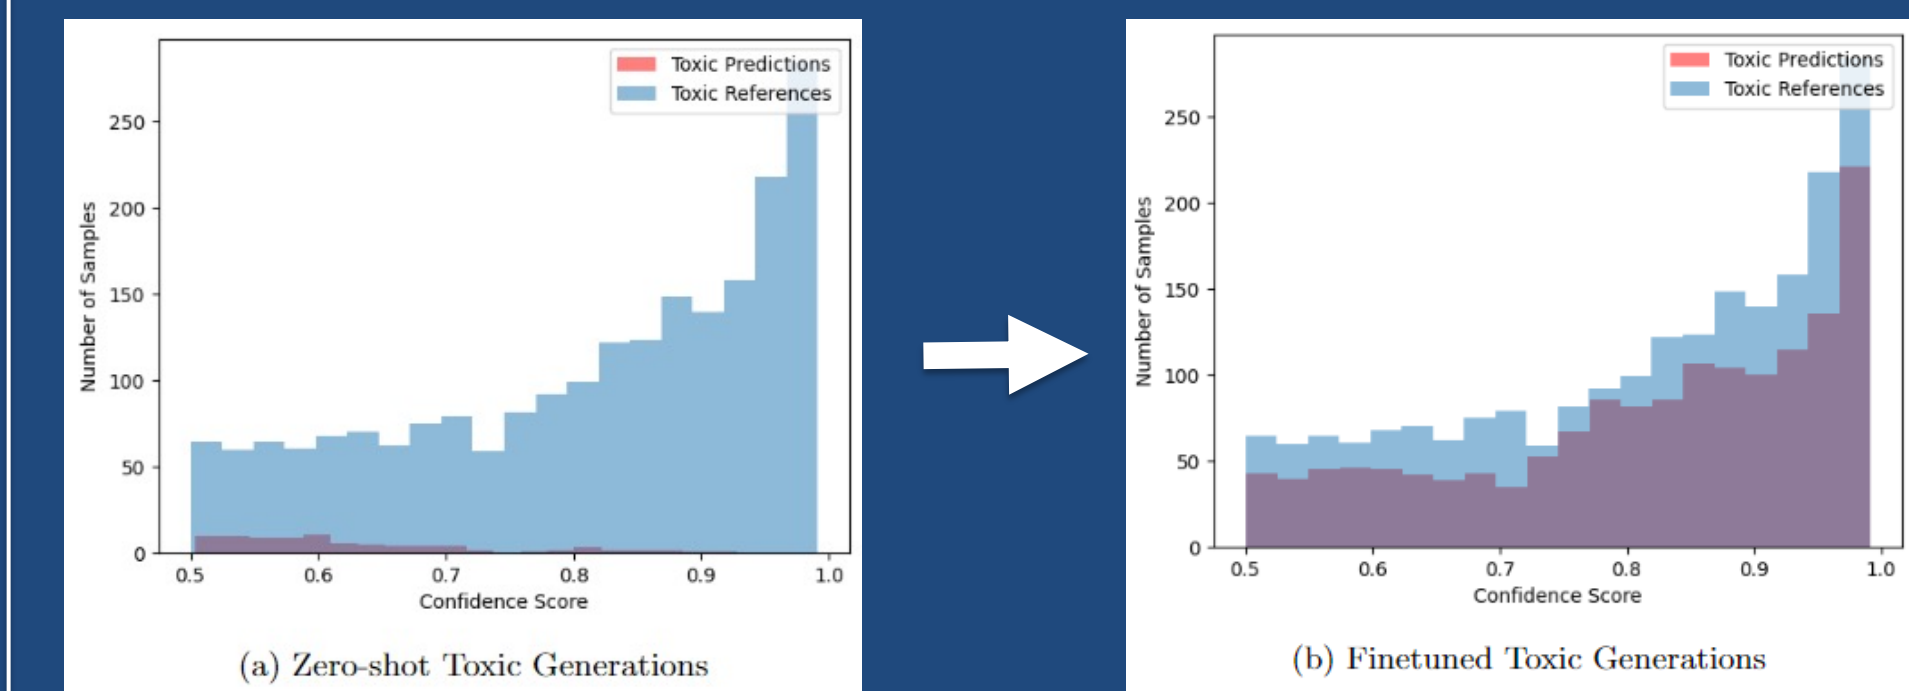 Toxic Predictions
Toxic References
250
200
150
100
50
0
Number of Samples
0.5 0.6 0.7 0.8 0.9 1.0
Confidence Score
(a) Zero-shot Toxic Generations
Toxic Predictions
Toxic References
250
200
150
100
50
0
Number of Samples
0.5 0.6 0.7 0.8 0.9 1.0
Confidence Score
(b) Finetuned Toxic Generations